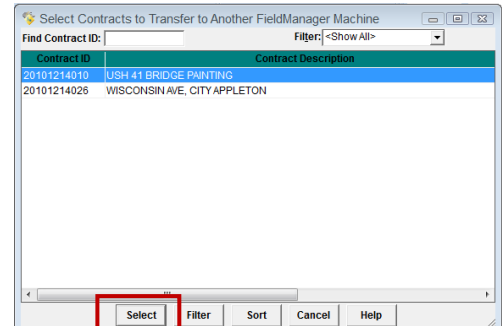 Select Contracts to Transfer to Another FieldManager Machine
Find Contract ID: Filter: <Show All>
Contract ID Contract Description
20101214010 USH 41 BRIDGE PAINTING
20101214026 WISCONSIN AVE, CITY APPLETON
Select Filter Sort Cancel Help